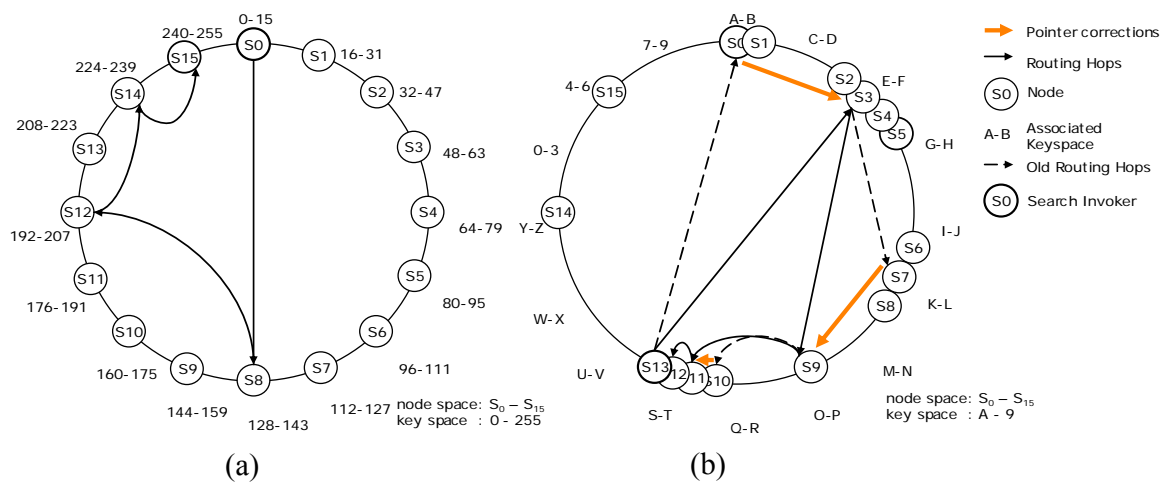 0-15
S0
240-255
S15
S1
16-31
224-239
S14
S2
32-47
208-223
S13
S3
48-63
S12
192-207
S4
64-79
S11
176-191
S5
80-95
S10
160-175
S6
96-111
S9
144-159
S8
128-143
S7
112-127
node space: S0 – S15
key space : 0 - 255
(a)
A-B
S0
S1
C-D
7-9
S2
E-F
S3
4-6
S15
S4
S5
G-H
0-3
S14
Y-Z
I-J
S6
S7
S8
K-L
W-X
S13
12
11
S10
S9
M-N
U-V
S-T
Q-R
O-P
node space: S0 – S15
key space : A - 9
(b)
Pointer corrections
Routing Hops
S0
Node
A-B
Associated
Keyspace
Old Routing Hops
S0
Search Invoker